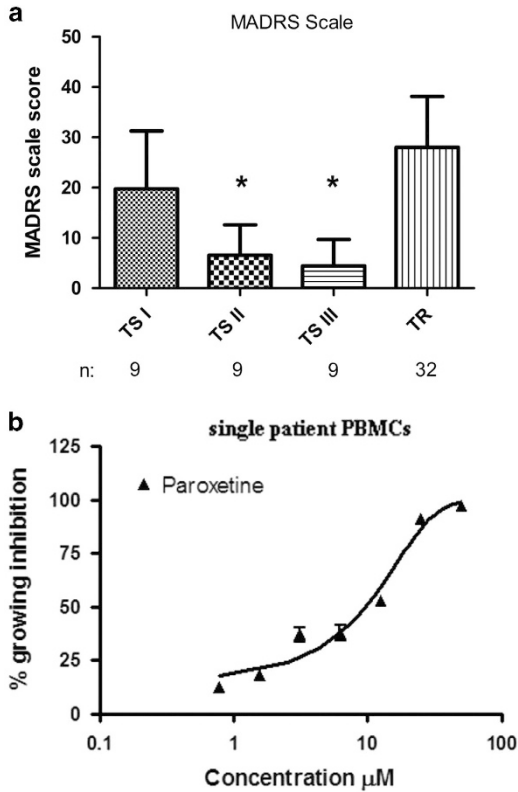 a
MADRS Scale
MADRS scale score
50
40
30
20
10
0
* *
TS I TS II TS III TR
n: 9 9 9 32
b
single patient PBMCs
% growing inhibition
125
100
75
50
25
0
▲ Paroxetine
0.1 1 10 100
Concentration µM